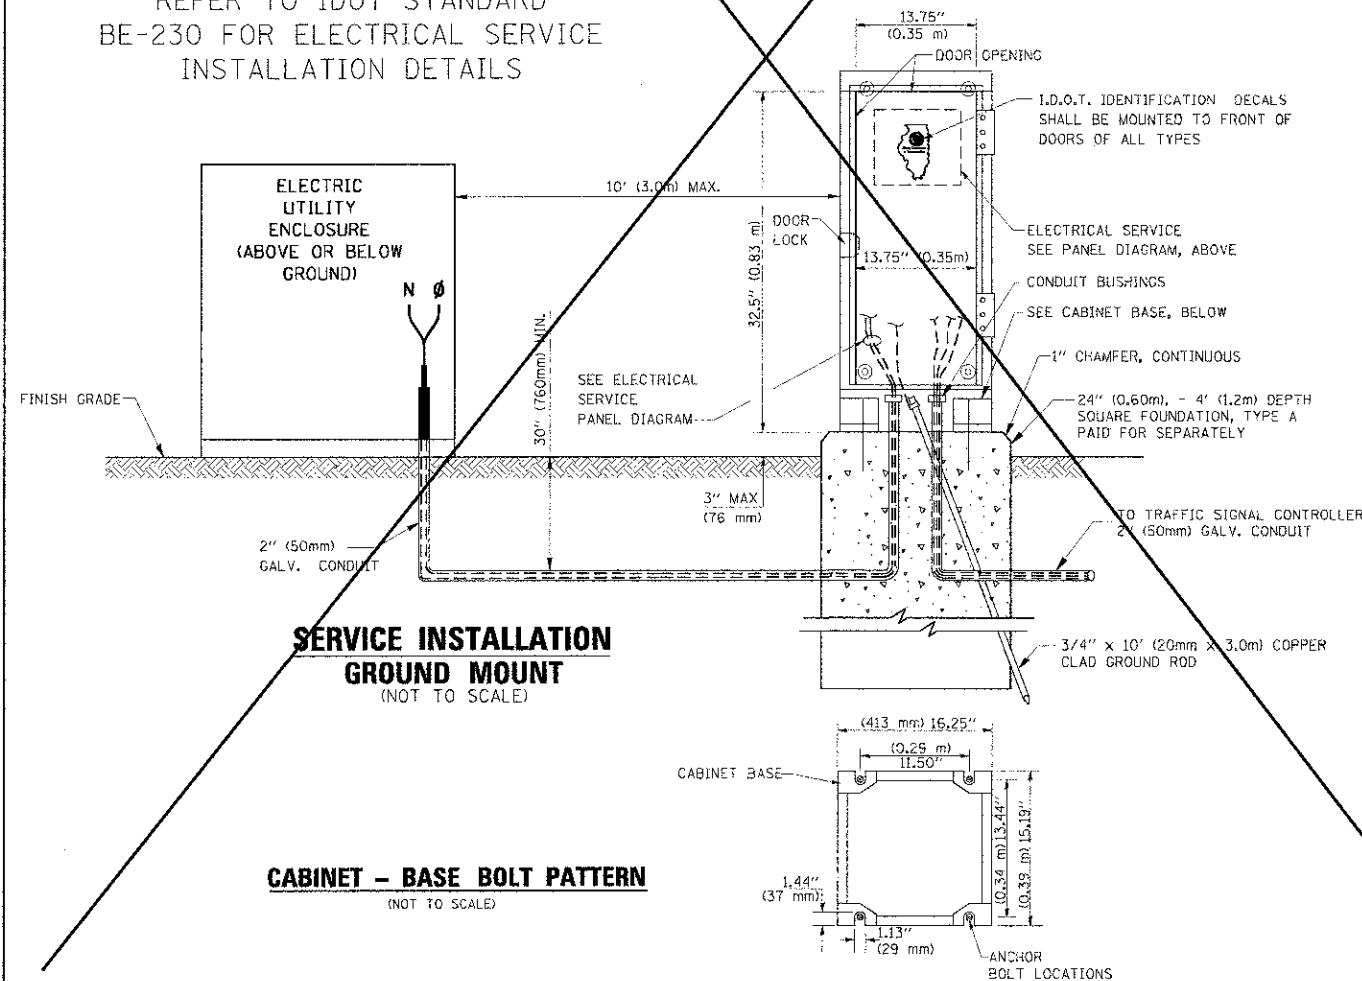 REFER TO IDOT STANDARD
BE-230 FOR ELECTRICAL SERVICE
INSTALLATION DETAILS
13.75"
(0.35 m)
DOOR OPENING
I.D.O.T. IDENTIFICATION DECALS
SHALL BE MOUNTED TO FRONT OF
DOORS OF ALL TYPES
ELECTRIC
UTILITY
ENCLOSURE
(ABOVE OR BELOW
GROUND)
N Ø
10' (3.0m) MAX.
32.5" (0.83 m)
DOOR
LOCK
13.75" (0.35m)
ELECTRICAL SERVICE
SEE PANEL DIAGRAM, ABOVE
CONDUIT BUSHINGS
SEE CABINET BASE, BELOW
1" CHAMFER, CONTINUOUS
24" (0.60m), - 4' (1.2m) DEPTH
SQUARE FOUNDATION, TYPE A
PAID FOR SEPARATELY
FINISH GRADE
30" (760mm) MIN.
SEE ELECTRICAL
SERVICE
PANEL DIAGRAM
3" MAX
(76 mm)
2" (50mm)
GALV. CONDUIT
TO TRAFFIC SIGNAL CONTROLLER
2" (50mm) GALV. CONDUIT
3/4" x 10' (20mm x 3.0m) COPPER
CLAD GROUND ROD
SERVICE INSTALLATION
GROUND MOUNT
(NOT TO SCALE)
(413 mm) 16.25"
(0.29 m)
11.50"
CABINET BASE
(0.34 m) 13.44"
(0.39 m) 15.19"
1.44"
(37 mm)
1.13"
(29 mm)
ANCHOR
BOLT LOCATIONS
CABINET – BASE BOLT PATTERN
(NOT TO SCALE)